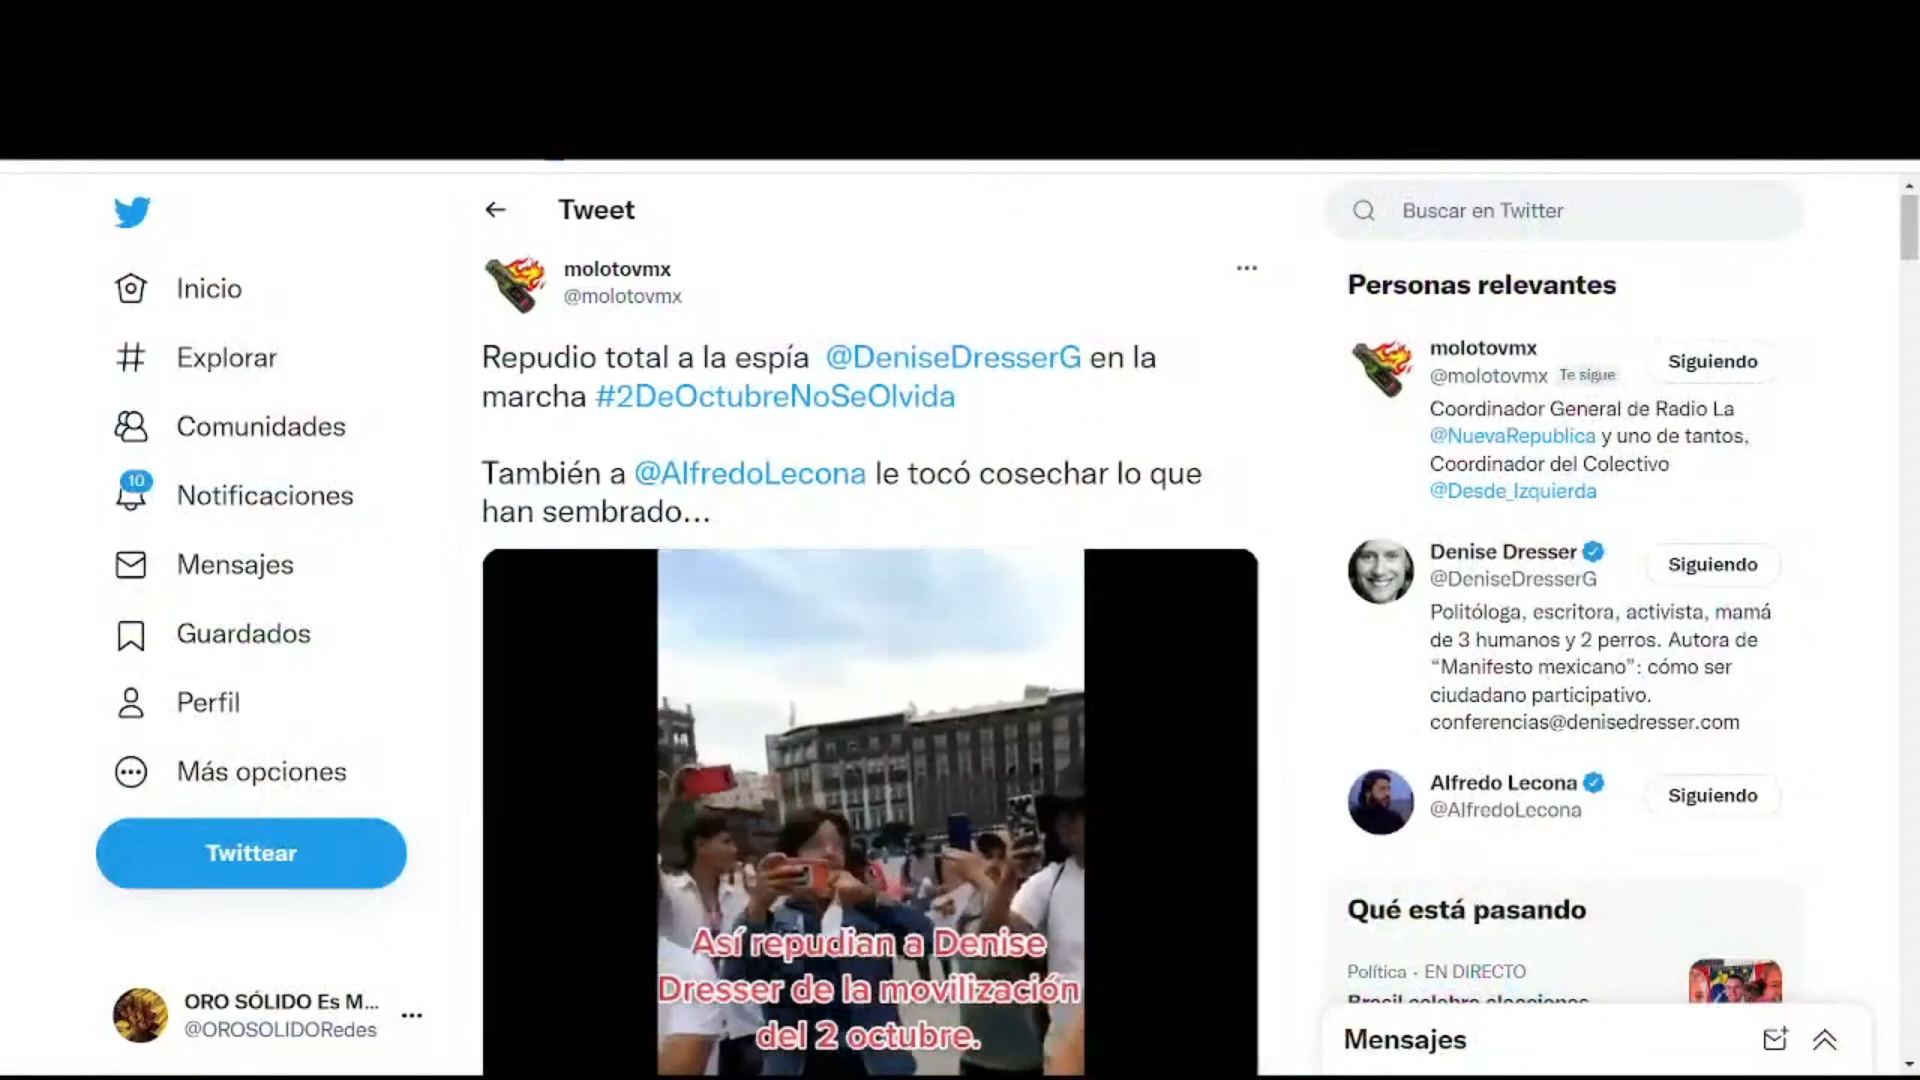 Inicio
Explorar
Comunidades
10
Notificaciones
Mensajes
Guardados
Perfil
Más opciones
Twittear
ORO SÓLIDO Es M...
@OROSOLIDORedes
Tweet
molotovmx
@molotovmx
Repudio total a la espía @DeniseDresserG en la
marcha #2DeOctubreNoSeOlvida
También a @AlfredoLecona le tocó cosechar lo que
han sembrado...
Así repudian a Denise
Dresser de la movilización
del 2 octubre.
Buscar en Twitter
Personas relevantes
molotovmx
@molotovmx Te sigue
Siguiendo
Coordinador General de Radio La
@NuevaRepublica y uno de tantos,
Coordinador del Colectivo
@Desde_Izquierda
Denise Dresser
@DeniseDresserG
Siguiendo
Politóloga, escritora, activista, mamá
de 3 humanos y 2 perros. Autora de
“Manifesto mexicano”: cómo ser
ciudadano participativo.
conferencias@denisedresser.com
Alfredo Lecona
@AlfredoLecona
Siguiendo
Qué está pasando
Política · EN DIRECTO
Brasil celebra elecciones
Mensajes